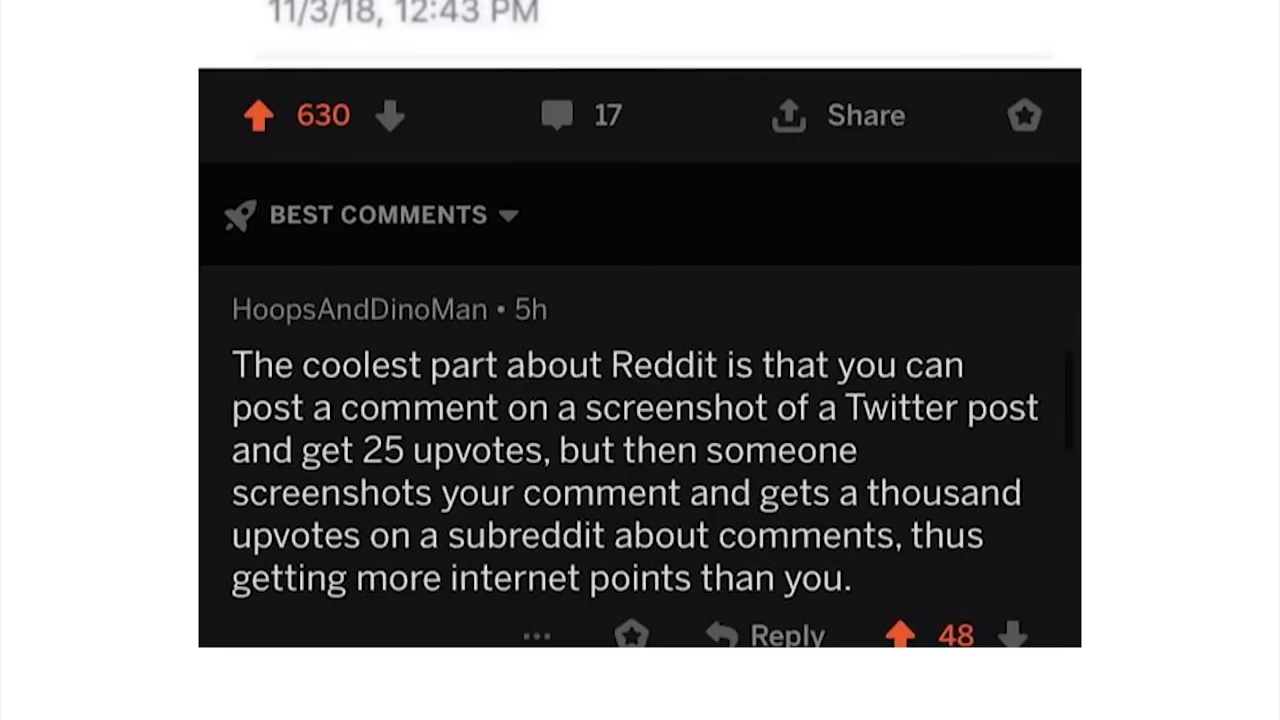 11/3/18, 12:43 PM
630
17
Share
BEST COMMENTS
HoopsAndDinoMan • 5h
The coolest part about Reddit is that you can
post a comment on a screenshot of a Twitter post
and get 25 upvotes, but then someone
screenshots your comment and gets a thousand
upvotes on a subreddit about comments, thus
getting more internet points than you.
... Reply 48